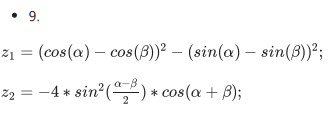 • 9.
z₁ = (cos(α) − cos(β))² − (sin(α) − sin(β))²;
z₂ = −4 ∗ sin²((α−β)/2) ∗ cos(α + β);